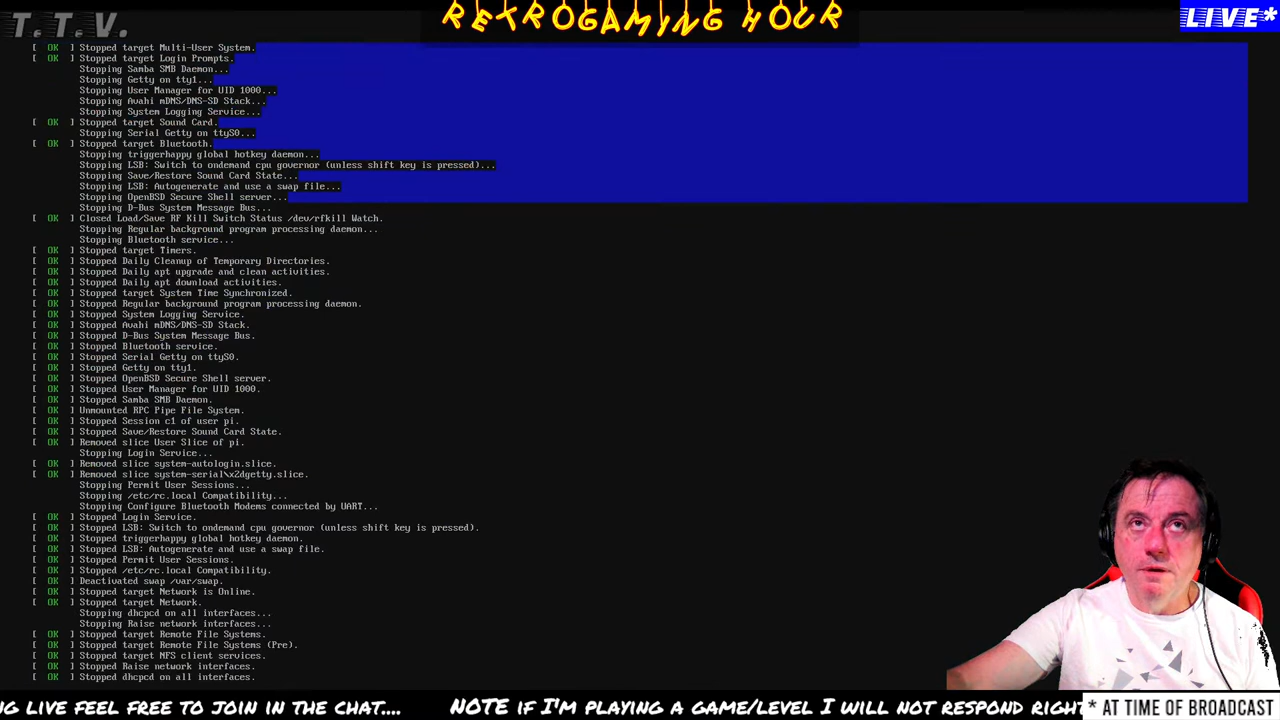 T.T.V.
RETROGAMING HOUR
LIVE*
[ OK ] Stopped target Multi-User System.
[ OK ] Stopped target Login Prompts.
Stopping Samba SMB Daemon...
Stopping Getty on tty1...
Stopping User Manager for UID 1000...
Stopping Avahi mDNS/DNS-SD Stack...
Stopping System Logging Service...
[ OK ] Stopped target Sound Card.
Stopping Serial Getty on ttyS0...
[ OK ] Stopped target Bluetooth.
Stopping triggerhappy global hotkey daemon...
Stopping LSB: Switch to ondemand cpu governor (unless shift key is pressed)...
Stopping Save/Restore Sound Card State...
Stopping LSB: Autogenerate and use a swap file...
Stopping OpenBSD Secure Shell server...
Stopping D-Bus System Message Bus...
[ OK ] Closed Load/Save RF Kill Switch Status /dev/rfkill Watch.
Stopping Regular background program processing daemon...
Stopping Bluetooth service...
[ OK ] Stopped target Timers.
[ OK ] Stopped Daily Cleanup of Temporary Directories.
[ OK ] Stopped Daily apt upgrade and clean activities.
[ OK ] Stopped Daily apt download activities.
[ OK ] Stopped target System Time Synchronized.
[ OK ] Stopped Regular background program processing daemon.
[ OK ] Stopped System Logging Service.
[ OK ] Stopped Avahi mDNS/DNS-SD Stack.
[ OK ] Stopped D-Bus System Message Bus.
[ OK ] Stopped Bluetooth service.
[ OK ] Stopped Serial Getty on ttyS0.
[ OK ] Stopped Getty on tty1.
[ OK ] Stopped OpenBSD Secure Shell server.
[ OK ] Stopped User Manager for UID 1000.
[ OK ] Stopped Samba SMB Daemon.
[ OK ] Unmounted RPC Pipe File System.
[ OK ] Stopped Session c1 of user pi.
[ OK ] Stopped Save/Restore Sound Card State.
[ OK ] Removed slice User Slice of pi.
Stopping Login Service...
[ OK ] Removed slice system-autologin.slice.
[ OK ] Removed slice system-serial\x2dgetty.slice.
Stopping Permit User Sessions...
Stopping /etc/rc.local Compatibility...
Stopping Configure Bluetooth Modems connected by UART...
[ OK ] Stopped Login Service.
[ OK ] Stopped LSB: Switch to ondemand cpu governor (unless shift key is pressed).
[ OK ] Stopped triggerhappy global hotkey daemon.
[ OK ] Stopped LSB: Autogenerate and use a swap file.
[ OK ] Stopped Permit User Sessions.
[ OK ] Stopped /etc/rc.local Compatibility.
[ OK ] Deactivated swap /var/swap.
[ OK ] Stopped target Network is Online.
[ OK ] Stopped target Network.
Stopping dhcpcd on all interfaces...
Stopping Raise network interfaces...
[ OK ] Stopped target Remote File Systems.
[ OK ] Stopped target Remote File Systems (Pre).
[ OK ] Stopped target NFS client services.
[ OK ] Stopped Raise network interfaces.
[ OK ] Stopped dhcpcd on all interfaces.
NG LIVE FEEL FREE TO JOIN IN THE CHAT.... NOTE IF I'M PLAYING A GAME/LEVEL I WILL NOT RESPOND RIGHT
* AT TIME OF BROADCAST